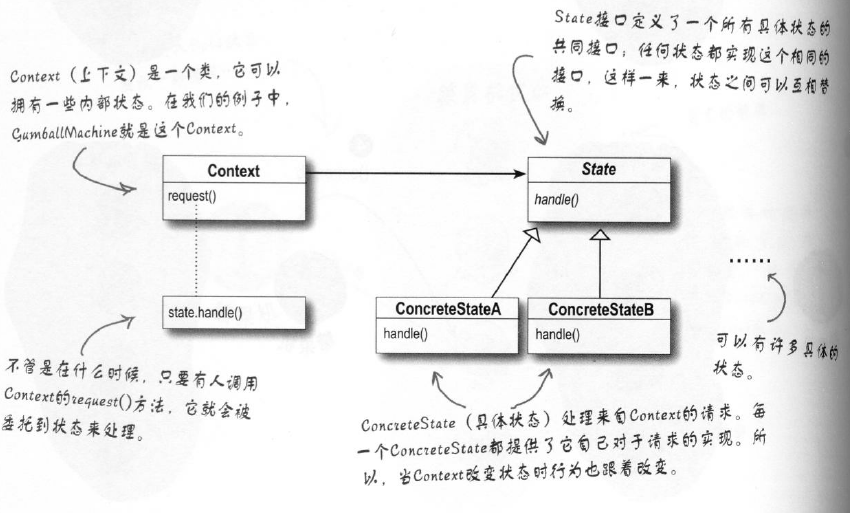 State接口定义了一个所有具体状态的
共同接口；任何状态都实现这个相同的
接口，这样一来，状态之间可以互相替
换。
Context（上下文）是一个类，它可以
拥有一些内部状态。在我们的例子中，
GumballMachine就是这个Context。
Context
request()
State
handle()
state.handle()
ConcreteStateA
handle()
ConcreteStateB
handle()
......
可以有许多具体的
状态。
不管是在什么时候，只要有人调用
Context的request()方法，它就会被
委托到状态来处理。
ConcreteState（具体状态）处理来自Context的请求。每
一个ConcreteState都提供了它自己对于请求的实现。所
以，当Context改变状态时行为也跟着改变。